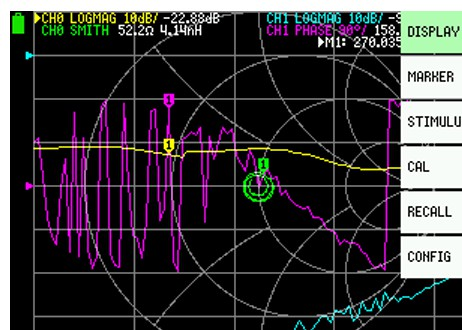 CH0 LOGMAG 10dB/ -22.88dB CH1 LOGMAG 10dB/
CH0 SMITH 52.2Ω 4.14nH CH1 PHASE 90°/ 158.
M1: 270.035
DISPLAY
MARKER
STIMULU
CAL
RECALL
CONFIG
1
1
1